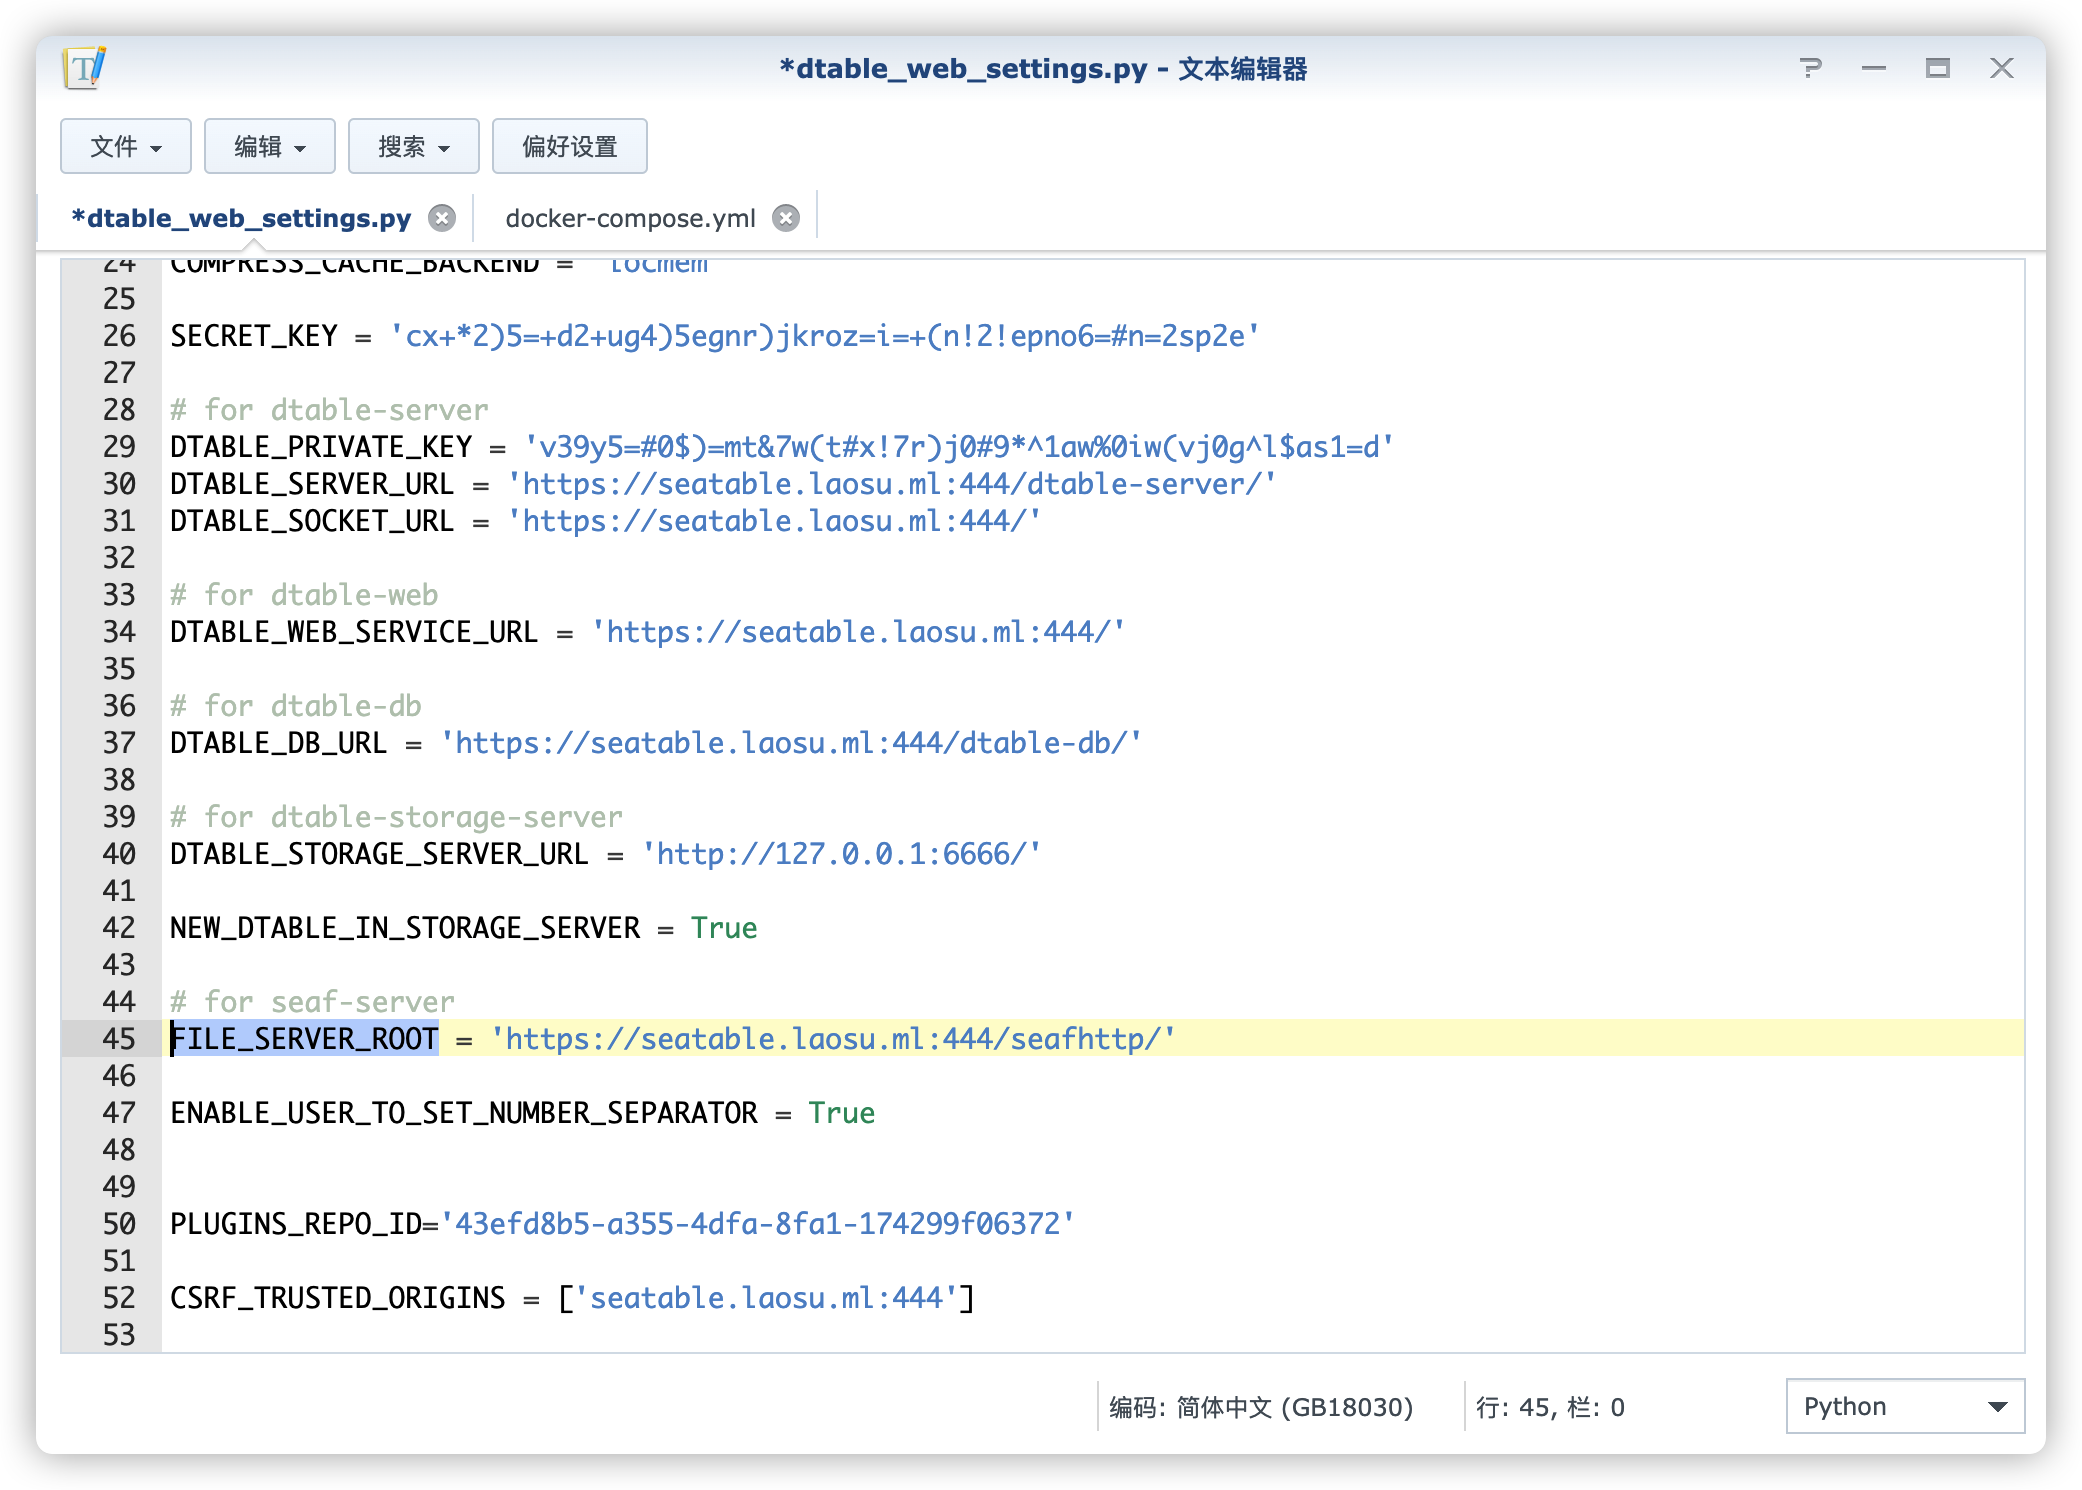 *dtable_web_settings.py - 文本编辑器
文件 编辑 搜索 偏好设置
*dtable_web_settings.py docker-compose.yml
24 COMPRESS_CACHE_BACKEND = 'locmem'
25
26 SECRET_KEY = 'cx+*2)5=+d2+ug4)5egnr)jkroz=i=+(n!2!epno6=#n=2sp2e'
27
28 # for dtable-server
29 DTABLE_PRIVATE_KEY = 'v39y5=#0$)=mt&7w(t#x!7r)j0#9*^1aw%0iw(vj0g^l$as1=d'
30 DTABLE_SERVER_URL = 'https://seatable.laosu.ml:444/dtable-server/'
31 DTABLE_SOCKET_URL = 'https://seatable.laosu.ml:444/'
32
33 # for dtable-web
34 DTABLE_WEB_SERVICE_URL = 'https://seatable.laosu.ml:444/'
35
36 # for dtable-db
37 DTABLE_DB_URL = 'https://seatable.laosu.ml:444/dtable-db/'
38
39 # for dtable-storage-server
40 DTABLE_STORAGE_SERVER_URL = 'http://127.0.0.1:6666/'
41
42 NEW_DTABLE_IN_STORAGE_SERVER = True
43
44 # for seaf-server
45 FILE_SERVER_ROOT = 'https://seatable.laosu.ml:444/seafhttp/'
46
47 ENABLE_USER_TO_SET_NUMBER_SEPARATOR = True
48
49
50 PLUGINS_REPO_ID='43efd8b5-a355-4dfa-8fa1-174299f06372'
51
52 CSRF_TRUSTED_ORIGINS = ['seatable.laosu.ml:444']
53
编码: 简体中文 (GB18030) 行: 45, 栏: 0 Python